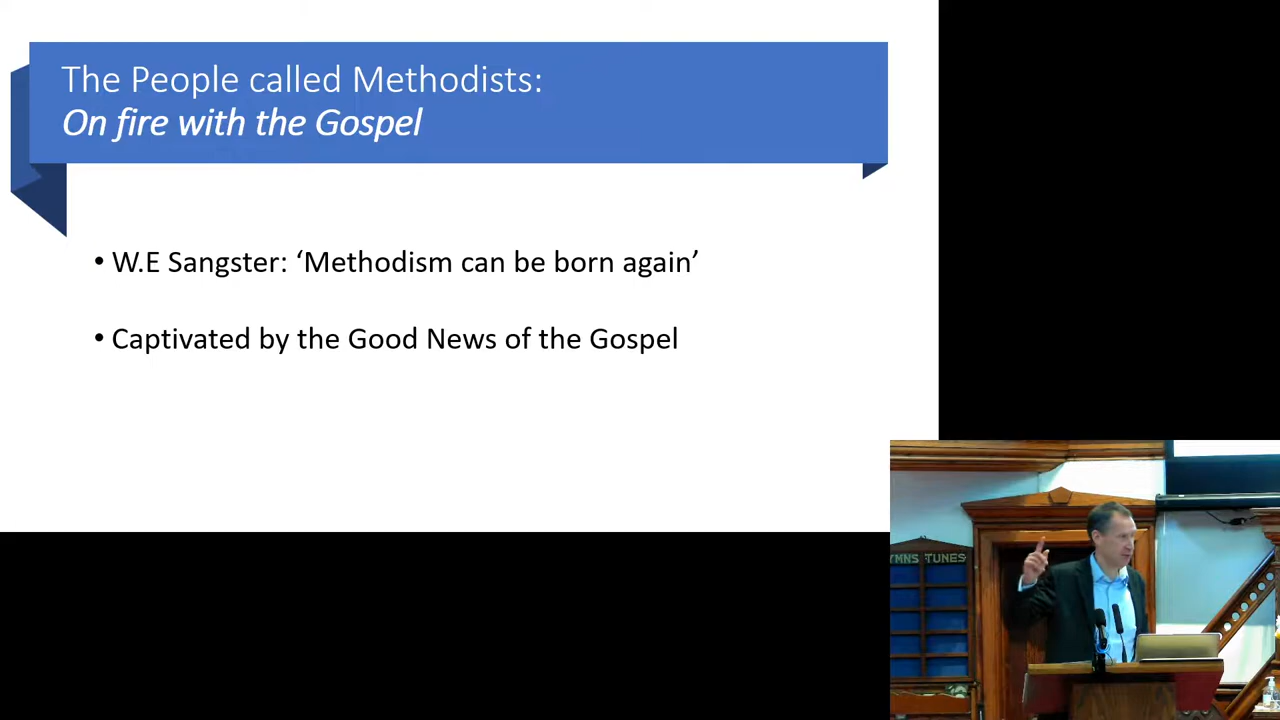 The People called Methodists:
On fire with the Gospel
• W.E Sangster: ‘Methodism can be born again’
• Captivated by the Good News of the Gospel
HYMNS TUNES